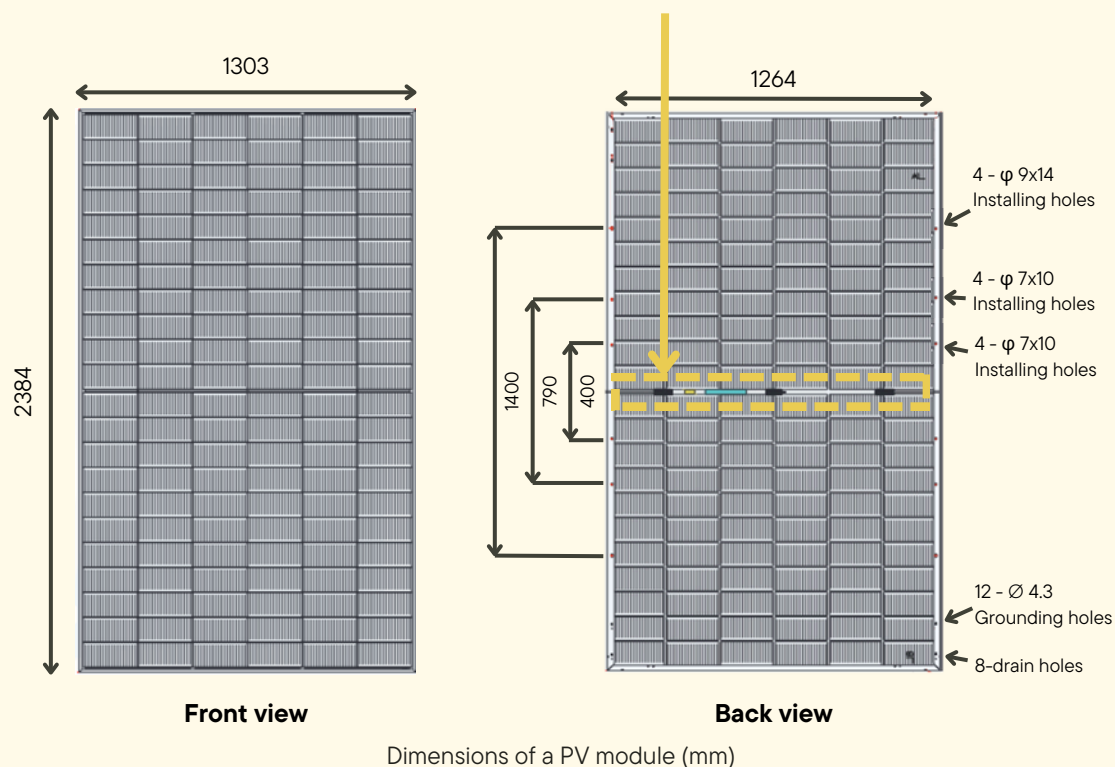 1303
2384
1264
1400
790
400
4 - φ 9x14
Installing holes
4 - φ 7x10
Installing holes
4 - φ 7x10
Installing holes
12 - Ø 4.3
Grounding holes
8-drain holes
Front view
Back view
Dimensions of a PV module (mm)